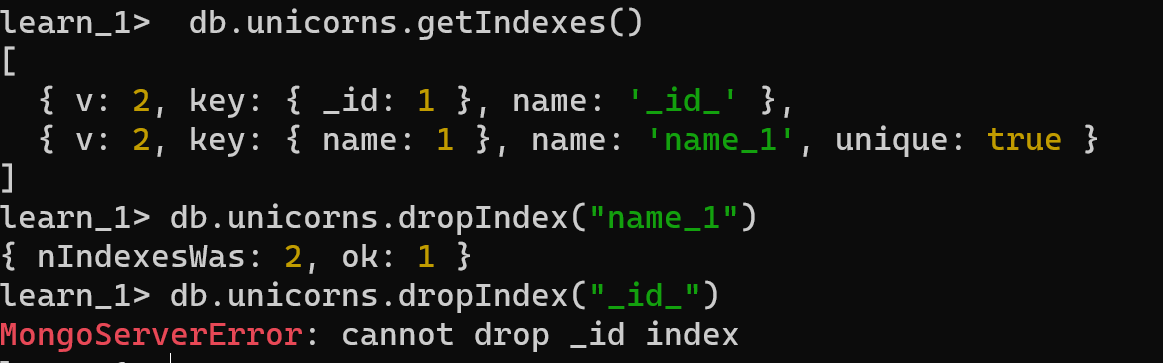 learn_1>  db.unicorns.getIndexes()
[
  { v: 2, key: { _id: 1 }, name: '_id_' },
  { v: 2, key: { name: 1 }, name: 'name_1', unique: true }
]
learn_1> db.unicorns.dropIndex("name_1")
{ nIndexesWas: 2, ok: 1 }
learn_1> db.unicorns.dropIndex("_id_")
MongoServerError: cannot drop _id index